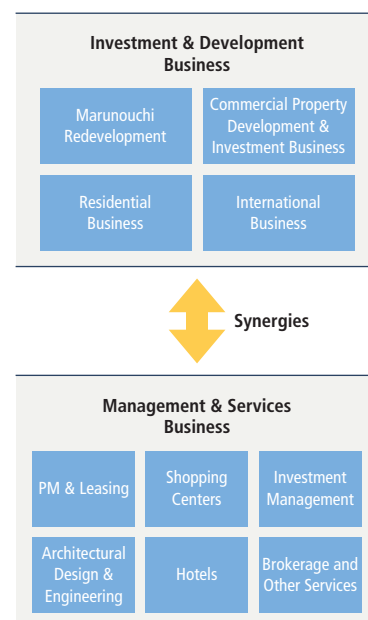 Investment & Development
Business
Marunouchi
Redevelopment
Commercial Property
Development &
Investment Business
Residential
Business
International
Business
Synergies
Management & Services
Business
PM & Leasing
Shopping
Centers
Investment
Management
Architectural
Design &
Engineering
Hotels
Brokerage and
Other Services